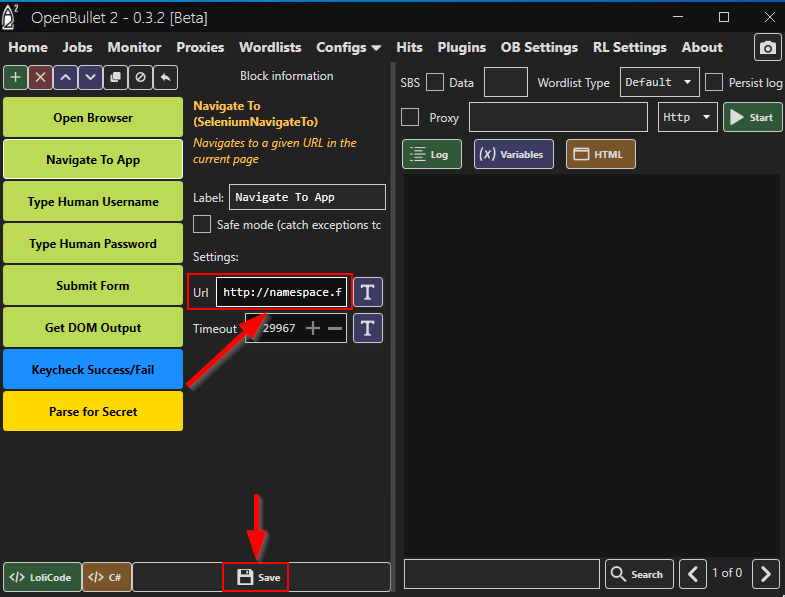 OpenBullet 2 - 0.3.2 [Beta]
Home Jobs Monitor Proxies Wordlists Configs Hits Plugins OB Settings RL Settings About
Block information
Open Browser
Navigate To App
Type Human Username
Type Human Password
Submit Form
Get DOM Output
Keycheck Success/Fail
Parse for Secret
Navigate To
(SeleniumNavigateTo)
Navigates to a given URL in the
current page
Label: Navigate To App
Safe mode (catch exceptions tc
Settings:
Url http://namespace.f T
Timeout 29967 T
</> LoliCode </> C# Save
SBS Data Wordlist Type Default Persist log
Proxy Http Start
Log (x) Variables HTML
Search 1 of 0